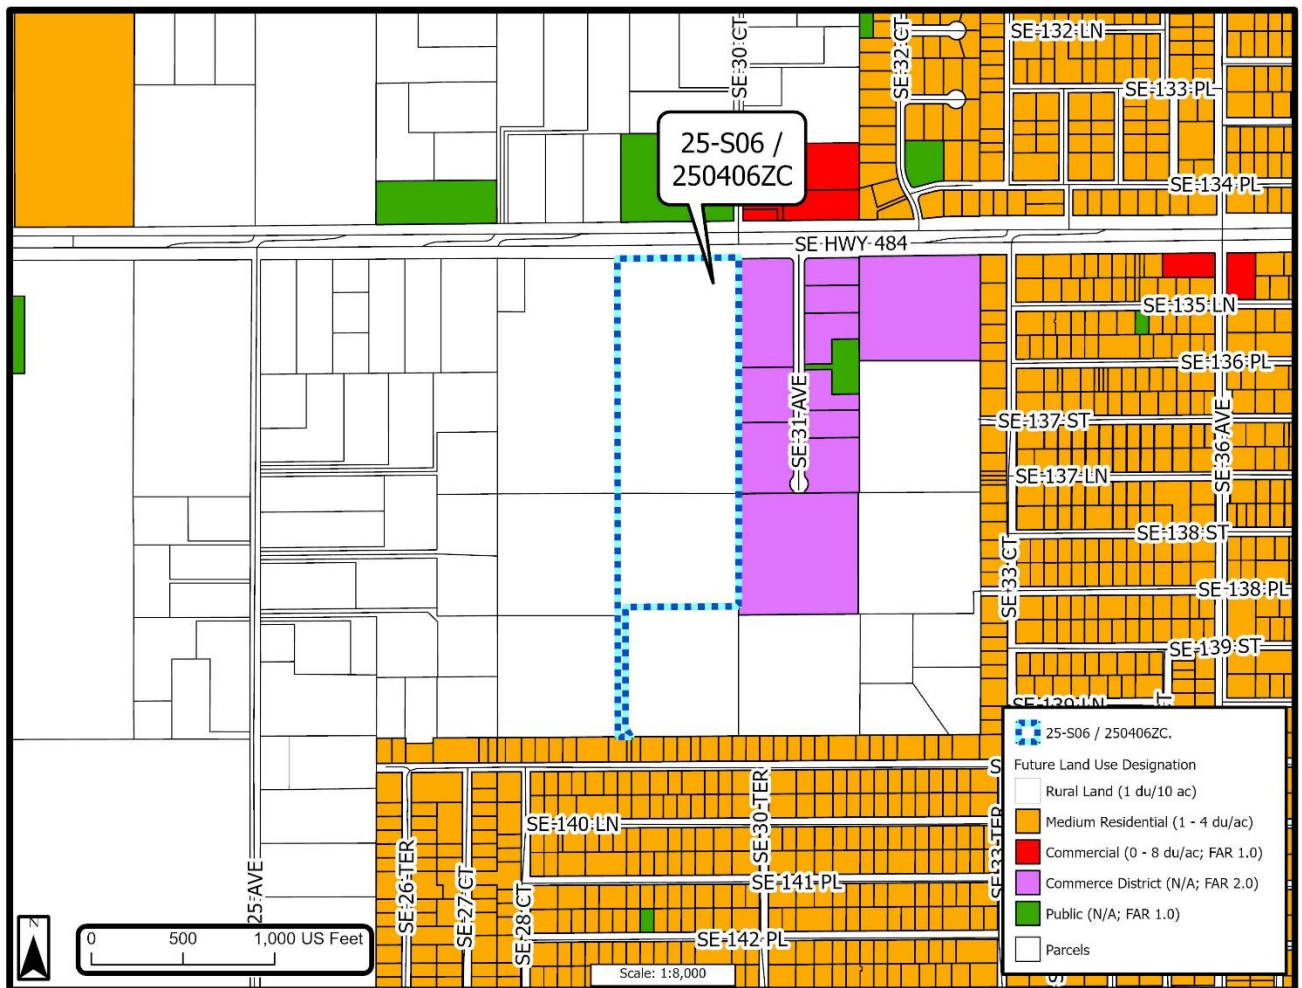 SE 30 CT
SE 32 CT
SE 132 LN
SE 133 PL
25-S06 /
250406ZC
SE 134 PL
SE HWY 484
SE 135 LN
SE 136 PL
SE 31 AVE
SE 36 AVE
SE 137 ST
SE 137 LN
SE 138 ST
SE 33 CT
SE 138 PL
SE 139 ST
SE 139 LN
25 AVE
SE 26 TER
SE 27 CT
SE 28 CT
SE 140 LN
SE 30 TER
SE 33 TER
SE 141 PL
SE 142 PL
25-S06 / 250406ZC.
Future Land Use Designation
Rural Land (1 du/10 ac)
Medium Residential (1 - 4 du/ac)
Commercial (0 - 8 du/ac; FAR 1.0)
Commerce District (N/A; FAR 2.0)
Public (N/A; FAR 1.0)
Parcels
N
0 500 1,000 US Feet
Scale: 1:8,000